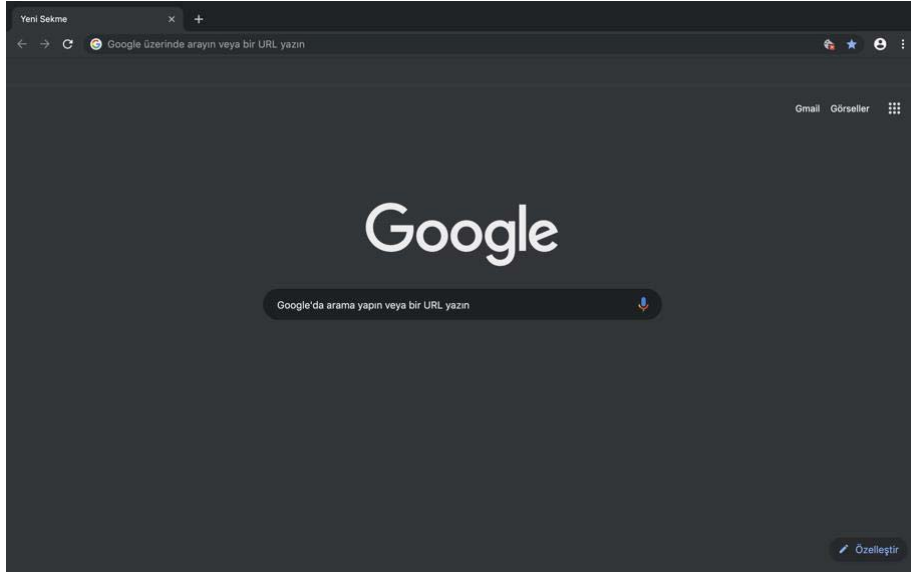 Yeni Sekme
Google üzerinde arayın veya bir URL yazın
Gmail Görseller
Google
Google'da arama yapın veya bir URL yazın
Özelleştir